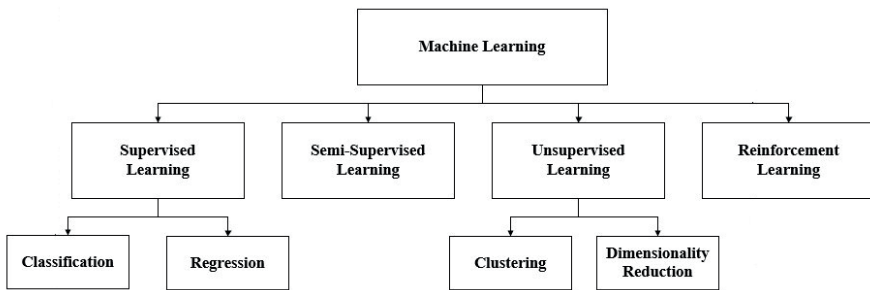 Machine Learning
Supervised
Learning
Semi-Supervised
Learning
Unsupervised
Learning
Reinforcement
Learning
Classification
Regression
Clustering
Dimensionality
Reduction